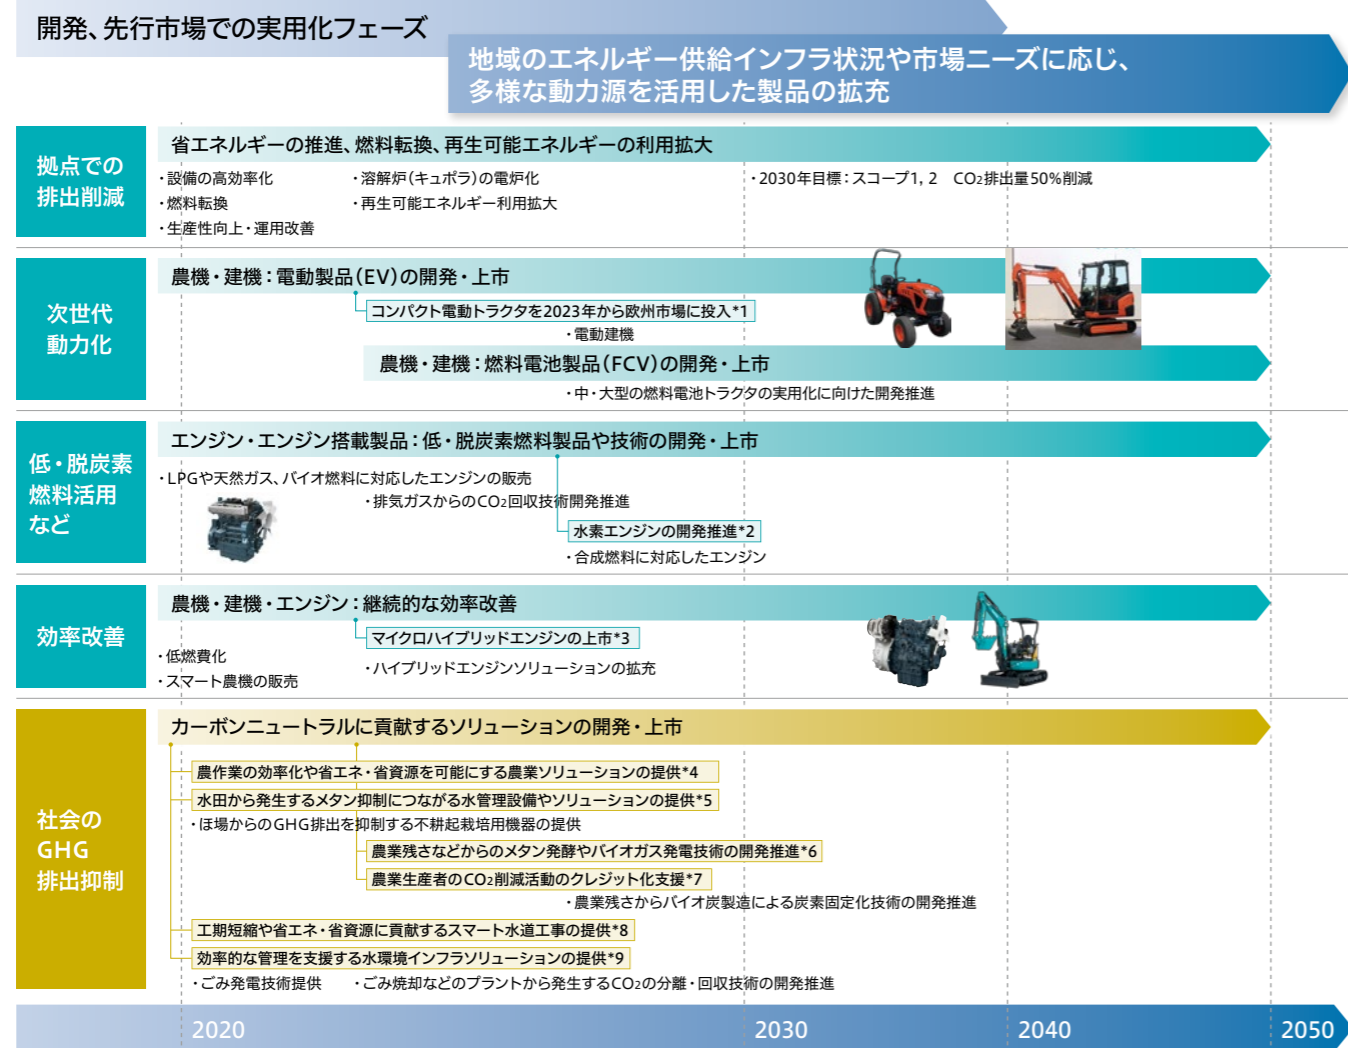 開発、先行市場での実用化フェーズ
地域のエネルギー供給インフラ状況や市場ニーズに応じ、
多様な動力源を活用した製品の拡充
拠点での
排出削減
省エネルギーの推進、燃料転換、再生可能エネルギーの利用拡大
・設備の高効率化
・燃料転換
・生産性向上・運用改善
・溶解炉(キュポラ)の電炉化
・再生可能エネルギー利用拡大
・2030年目標：スコープ1, 2　CO₂排出量50%削減
次世代
動力化
農機・建機：電動製品(EV)の開発・上市
コンパクト電動トラクタを2023年から欧州市場に投入*1
・電動建機
農機・建機：燃料電池製品(FCV)の開発・上市
・中・大型の燃料電池トラクタの実用化に向けた開発推進
低・脱炭素
燃料活用
など
エンジン・エンジン搭載製品：低・脱炭素燃料製品や技術の開発・上市
・LPGや天然ガス、バイオ燃料に対応したエンジンの販売
・排気ガスからのCO₂回収技術開発推進
水素エンジンの開発推進*2
・合成燃料に対応したエンジン
効率改善
農機・建機・エンジン：継続的な効率改善
マイクロハイブリッドエンジンの上市*3
・低燃費化
・スマート農機の販売
・ハイブリッドエンジンソリューションの拡充
社会の
GHG
排出抑制
カーボンニュートラルに貢献するソリューションの開発・上市
農作業の効率化や省エネ・省資源を可能にする農業ソリューションの提供*4
水田から発生するメタン抑制につながる水管理設備やソリューションの提供*5
・ほ場からのGHG排出を抑制する不耕起栽培用機器の提供
農業残さなどからのメタン発酵やバイオガス発電技術の開発推進*6
農業生産者のCO₂削減活動のクレジット化支援*7
・農業残さからバイオ炭製造による炭素固定化技術の開発推進
工期短縮や省エネ・省資源に貢献するスマート水道工事の提供*8
効率的な管理を支援する水環境インフラソリューションの提供*9
・ごみ発電技術提供
・ごみ焼却などのプラントから発生するCO₂の分離・回収技術の開発推進
2020
2030
2040
2050